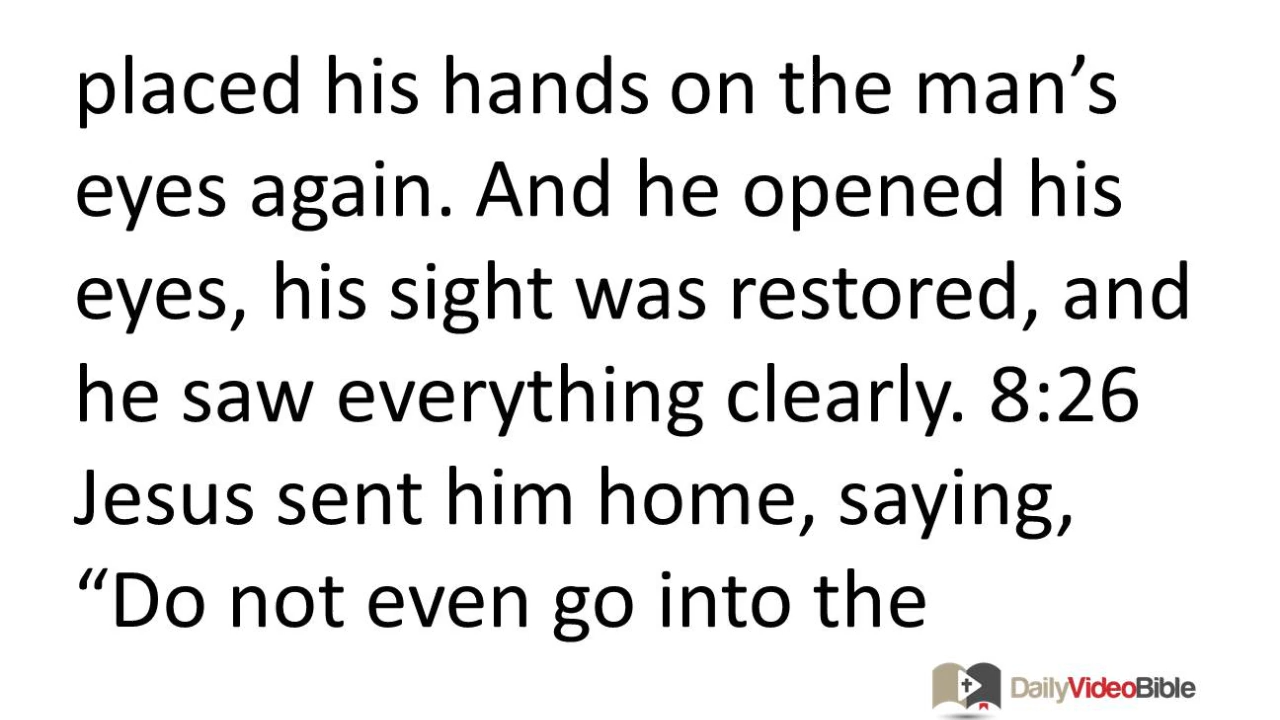 placed his hands on the man’s
eyes again. And he opened his
eyes, his sight was restored, and
he saw everything clearly. 8:26
Jesus sent him home, saying,
“Do not even go into the
DailyVideoBible